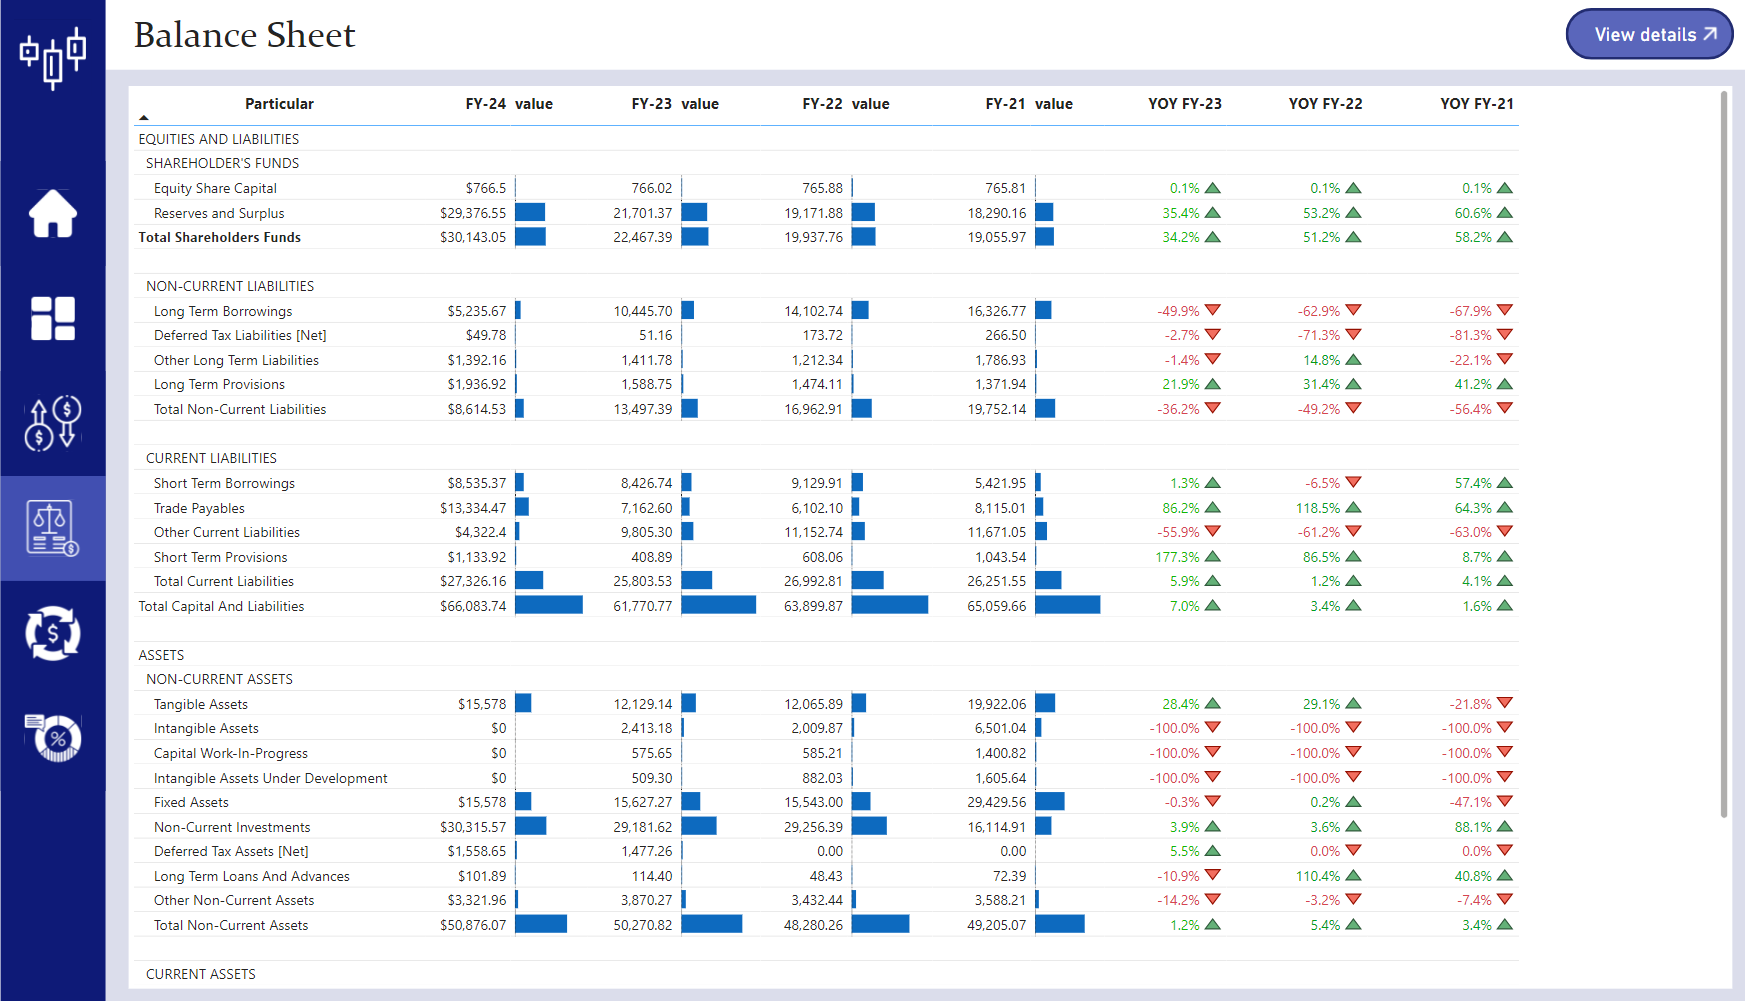 Balance Sheet
View details
Particular FY-24 value FY-23 value FY-22 value FY-21 value YOY FY-23 YOY FY-22 YOY FY-21
EQUITIES AND LIABILITIES
SHAREHOLDER'S FUNDS
Equity Share Capital $766.5 766.02 765.88 765.81 0.1% 0.1% 0.1%
Reserves and Surplus $29,376.55 21,701.37 19,171.88 18,290.16 35.4% 53.2% 60.6%
Total Shareholders Funds $30,143.05 22,467.39 19,937.76 19,055.97 34.2% 51.2% 58.2%
NON-CURRENT LIABILITIES
Long Term Borrowings $5,235.67 10,445.70 14,102.74 16,326.77 -49.9% -62.9% -67.9%
Deferred Tax Liabilities [Net] $49.78 51.16 173.72 266.50 -2.7% -71.3% -81.3%
Other Long Term Liabilities $1,392.16 1,411.78 1,212.34 1,786.93 -1.4% 14.8% -22.1%
Long Term Provisions $1,936.92 1,588.75 1,474.11 1,371.94 21.9% 31.4% 41.2%
Total Non-Current Liabilities $8,614.53 13,497.39 16,962.91 19,752.14 -36.2% -49.2% -56.4%
CURRENT LIABILITIES
Short Term Borrowings $8,535.37 8,426.74 9,129.91 5,421.95 1.3% -6.5% 57.4%
Trade Payables $13,334.47 7,162.60 6,102.10 8,115.01 86.2% 118.5% 64.3%
Other Current Liabilities $4,322.4 9,805.30 11,152.74 11,671.05 -55.9% -61.2% -63.0%
Short Term Provisions $1,133.92 408.89 608.06 1,043.54 177.3% 86.5% 8.7%
Total Current Liabilities $27,326.16 25,803.53 26,992.81 26,251.55 5.9% 1.2% 4.1%
Total Capital And Liabilities $66,083.74 61,770.77 63,899.87 65,059.66 7.0% 3.4% 1.6%
ASSETS
NON-CURRENT ASSETS
Tangible Assets $15,578 12,129.14 12,065.89 19,922.06 28.4% 29.1% -21.8%
Intangible Assets $0 2,413.18 2,009.87 6,501.04 -100.0% -100.0% -100.0%
Capital Work-In-Progress $0 575.65 585.21 1,400.82 -100.0% -100.0% -100.0%
Intangible Assets Under Development $0 509.30 882.03 1,605.64 -100.0% -100.0% -100.0%
Fixed Assets $15,578 15,627.27 15,543.00 29,429.56 -0.3% 0.2% -47.1%
Non-Current Investments $30,315.57 29,181.62 29,256.39 16,114.91 3.9% 3.6% 88.1%
Deferred Tax Assets [Net] $1,558.65 1,477.26 0.00 0.00 5.5% 0.0% 0.0%
Long Term Loans And Advances $101.89 114.40 48.43 72.39 -10.9% 110.4% 40.8%
Other Non-Current Assets $3,321.96 3,870.27 3,432.44 3,588.21 -14.2% -3.2% -7.4%
Total Non-Current Assets $50,876.07 50,270.82 48,280.26 49,205.07 1.2% 5.4% 3.4%
CURRENT ASSETS